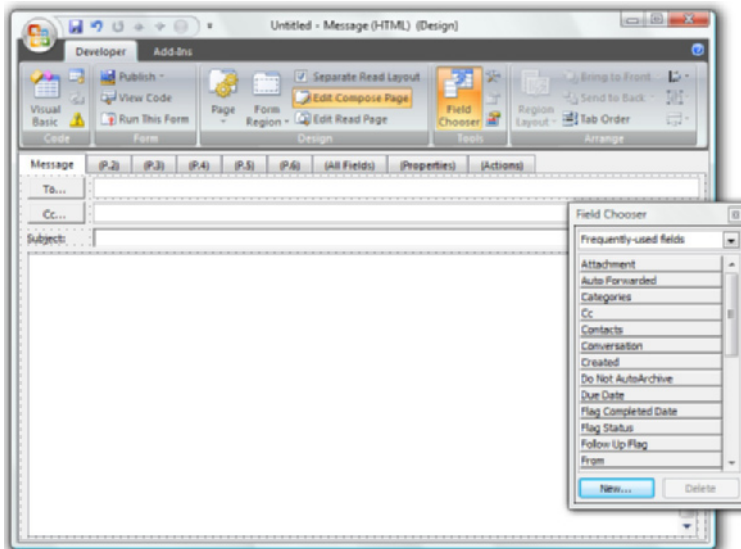 Untitled - Message (HTML) (Design)
Developer Add-Ins
Visual Basic
Code
Publish
View Code
Run This Form
Form
Page
Form Region
Separate Read Layout
Edit Compose Page
Edit Read Page
Design
Field Chooser
Tools
Region Layout
Bring to Front
Send to Back
Tab Order
Arrange
Message (P.2) (P.3) (P.4) (P.5) (P.6) (All Fields) (Properties) (Actions)
To...
Cc...
Subject:
Field Chooser
Frequently-used fields
Attachment
Auto Forwarded
Categories
Cc
Contacts
Conversation
Created
Do Not AutoArchive
Due Date
Flag Completed Date
Flag Status
Follow Up Flag
From
New... Delete